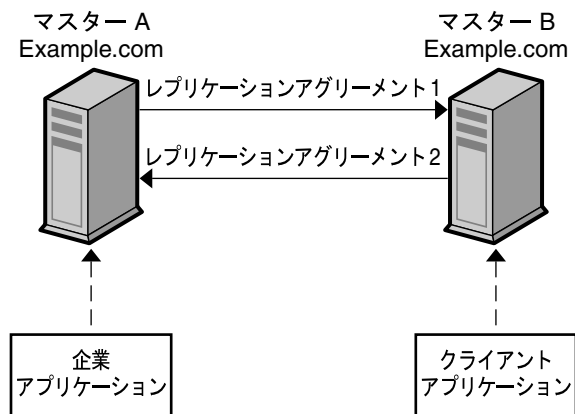 マスター A
Example.com
マスター B
Example.com
レプリケーションアグリーメント1
レプリケーションアグリーメント2
企業
アプリケーション
クライアント
アプリケーション